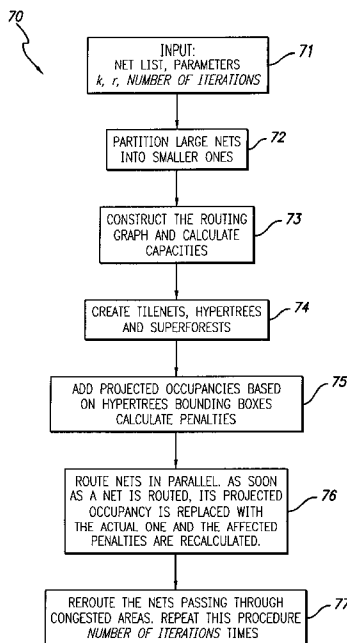 70
INPUT:
NET LIST, PARAMETERS
k, r, NUMBER OF ITERATIONS
71
PARTITION LARGE NETS
INTO SMALLER ONES
72
CONSTRUCT THE ROUTING
GRAPH AND CALCULATE
CAPACITIES
73
CREATE TILENETS, HYPERTREES
AND SUPERFORESTS
74
ADD PROJECTED OCCUPANCIES BASED
ON HYPERTREES BOUNDING BOXES
CALCULATE PENALTIES
75
ROUTE NETS IN PARALLEL. AS SOON
AS A NET IS ROUTED, ITS PROJECTED
OCCUPANCY IS REPLACED WITH
THE ACTUAL ONE AND THE AFFECTED
PENALTIES ARE RECALCULATED.
76
REROUTE THE NETS PASSING THROUGH
CONGESTED AREAS. REPEAT THIS PROCEDURE
NUMBER OF ITERATIONS TIMES
77